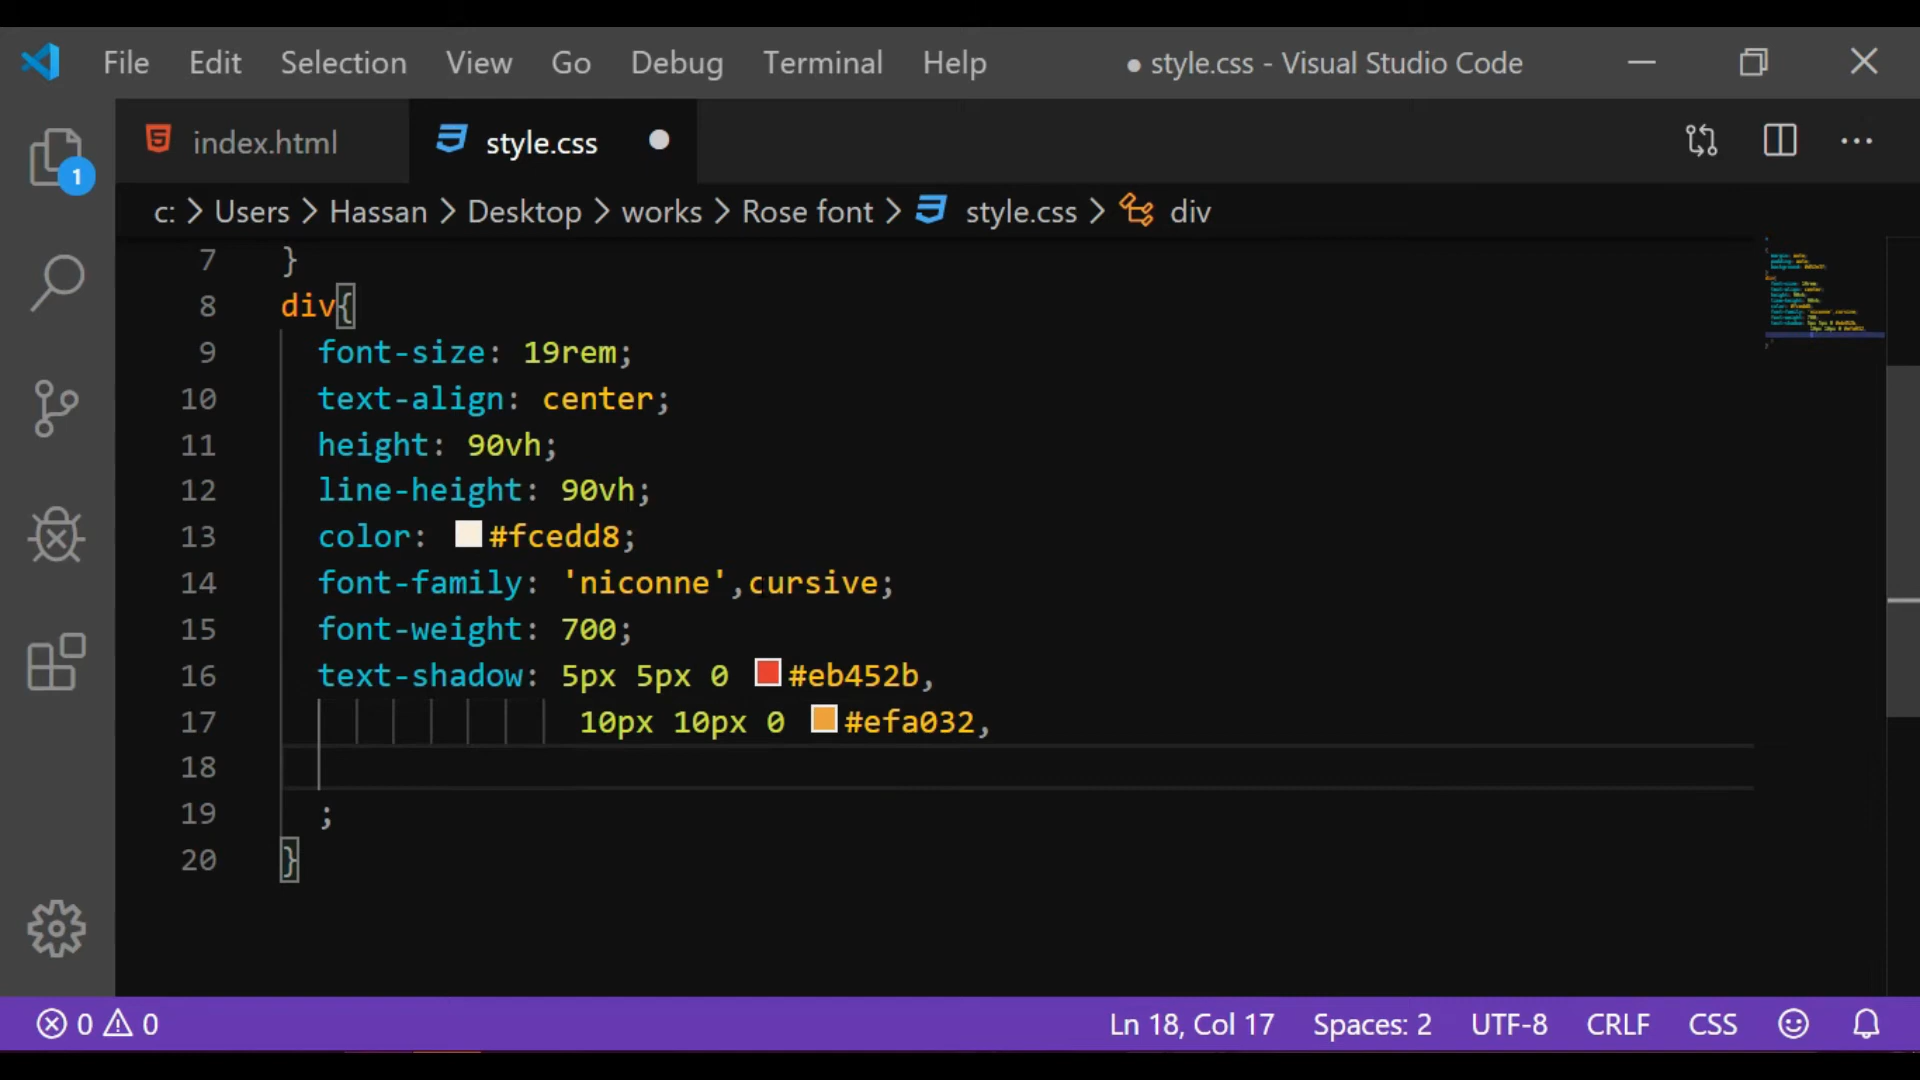 File Edit Selection View Go Debug Terminal Help ● style.css - Visual Studio Code
index.html style.css
1
c: > Users > Hassan > Desktop > works > Rose font > style.css > div
7 }
8 div{
9 font-size: 19rem;
10 text-align: center;
11 height: 90vh;
12 line-height: 90vh;
13 color: #fcedd8;
14 font-family: 'niconne',cursive;
15 font-weight: 700;
16 text-shadow: 5px 5px 0 #eb452b,
17 10px 10px 0 #efa032,
18
19 ;
20 }
0 0 Ln 18, Col 17 Spaces: 2 UTF-8 CRLF CSS